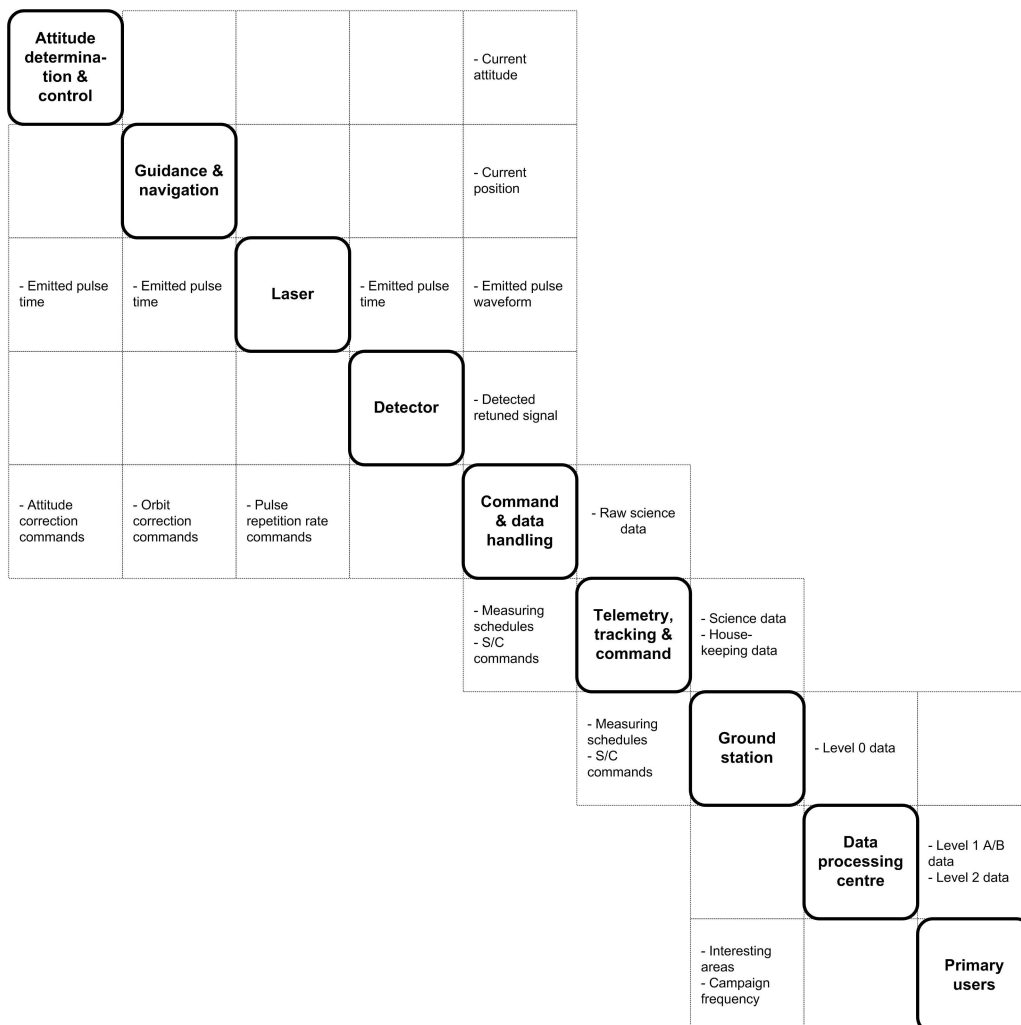 Attitude
determina-
tion &
control
- Current
attitude
Guidance &
navigation
- Current
position
- Emitted pulse
time
- Emitted pulse
time
Laser
- Emitted pulse
time
- Emitted pulse
waveform
Detector
- Detected
retuned signal
- Attitude
correction
commands
- Orbit
correction
commands
- Pulse
repetition rate
commands
Command
& data
handling
- Raw science
data
- Measuring
schedules
- S/C
commands
Telemetry,
tracking &
command
- Science data
- House-
keeping data
- Measuring
schedules
- S/C
commands
Ground
station
- Level 0 data
Data
processing
centre
- Level 1 A/B
data
- Level 2 data
- Interesting
areas
- Campaign
frequency
Primary
users